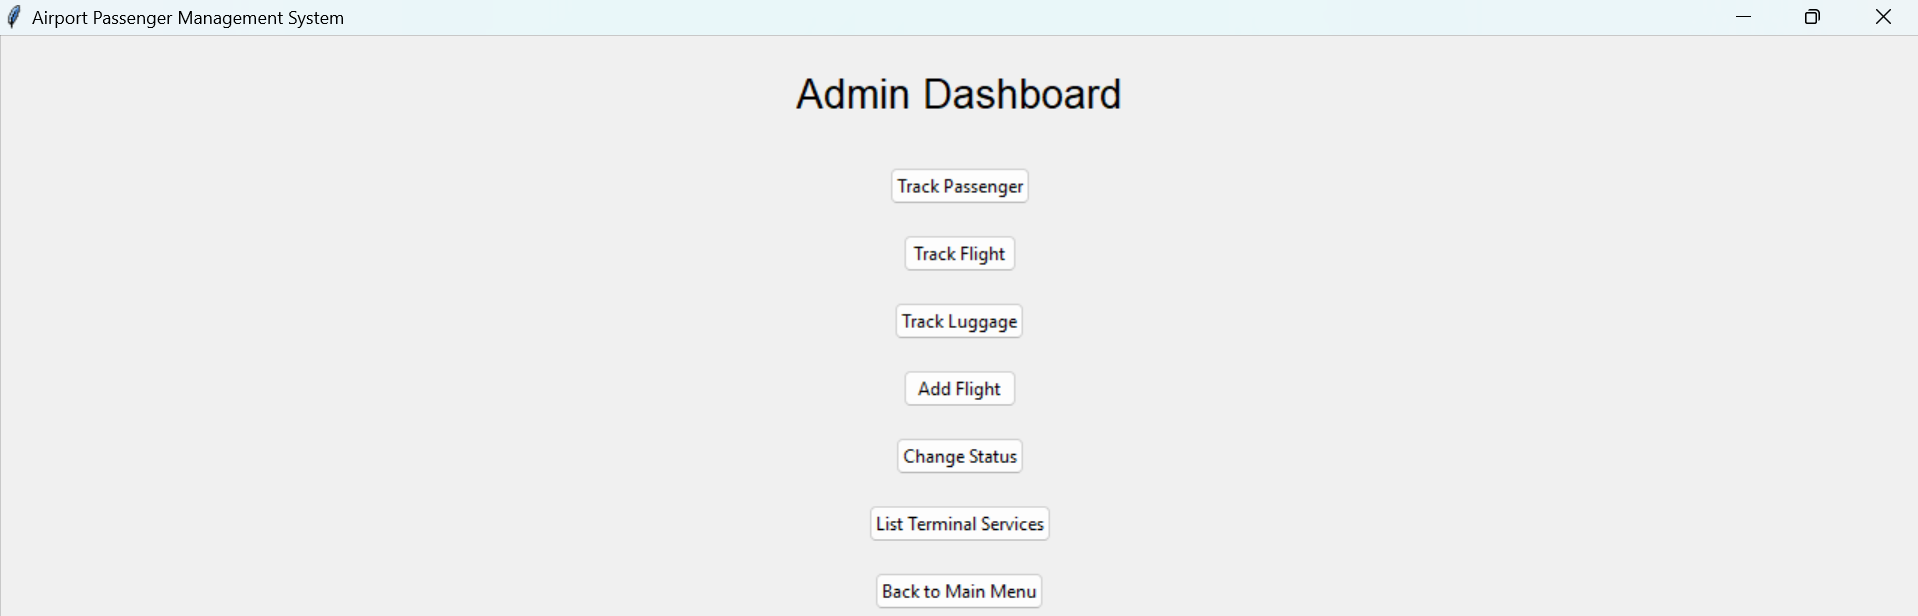 Airport Passenger Management System
Admin Dashboard
Track Passenger
Track Flight
Track Luggage
Add Flight
Change Status
List Terminal Services
Back to Main Menu